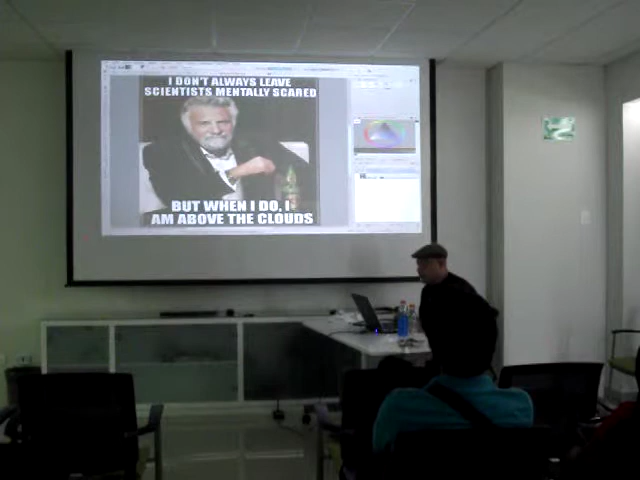 I DON'T ALWAYS LEAVE
SCIENTISTS MENTALLY SCARED
BUT WHEN I DO, I
AM ABOVE THE CLOUDS